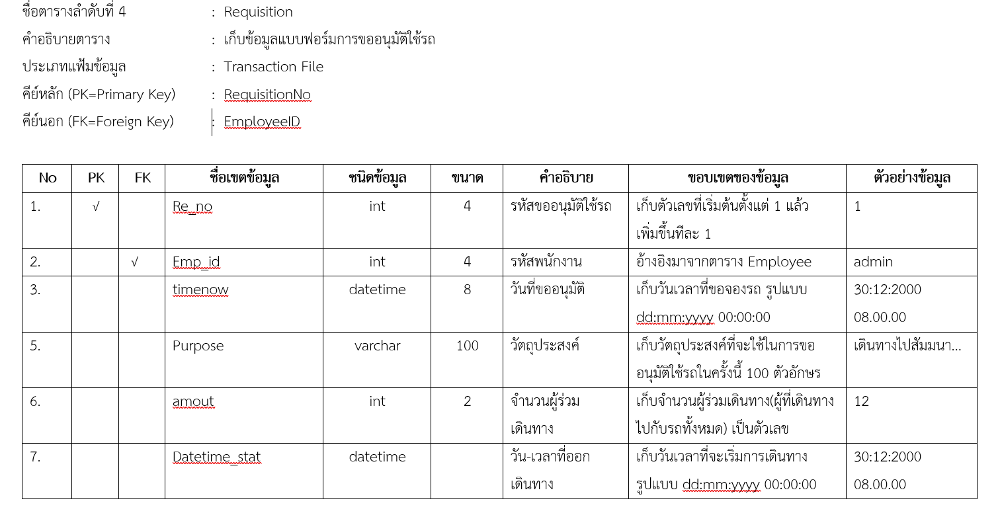 ชื่อตารางลำดับที่ 4 : Requisition
คำอธิบายตาราง : เก็บข้อมูลแบบฟอร์มการขออนุมัติใช้รถ
ประเภทแฟ้มข้อมูล : Transaction File
คีย์หลัก (PK=Primary Key) : RequisitionNo
คีย์นอก (FK=Foreign Key) : EmployeeID
No PK FK ชื่อเขตข้อมูล ชนิดข้อมูล ขนาด คำอธิบาย ขอบเขตของข้อมูล ตัวอย่างข้อมูล
1. √ Re_no int 4 รหัสขออนุมัติใช้รถ เก็บตัวเลขที่เริ่มต้นตั้งแต่ 1 แล้ว 1
เพิ่มขึ้นทีละ 1
2. √ Emp_id int 4 รหัสพนักงาน อ้างอิงมาจากตาราง Employee admin
3. timenow datetime 8 วันที่ขออนุมัติ เก็บวันเวลาที่ขอจองรถ รูปแบบ 30:12:2000
dd:mm:yyyy 00:00:00 08.00.00
5. Purpose varchar 100 วัตถุประสงค์ เก็บวัตถุประสงค์ที่จะใช้ในการขอ เดินทางไปสัมมนา...
อนุมัติใช้รถในครั้งนี้ 100 ตัวอักษร
6. amout int 2 จำนวนผู้ร่วม เก็บจำนวนผู้ร่วมเดินทาง(ผู้ที่เดินทาง 12
เดินทาง ไปกับรถทั้งหมด) เป็นตัวเลข
7. Datetime_stat datetime วัน-เวลาที่ออก เก็บวันเวลาที่จะเริ่มการเดินทาง 30:12:2000
เดินทาง รูปแบบ dd:mm:yyyy 00:00:00 08.00.00